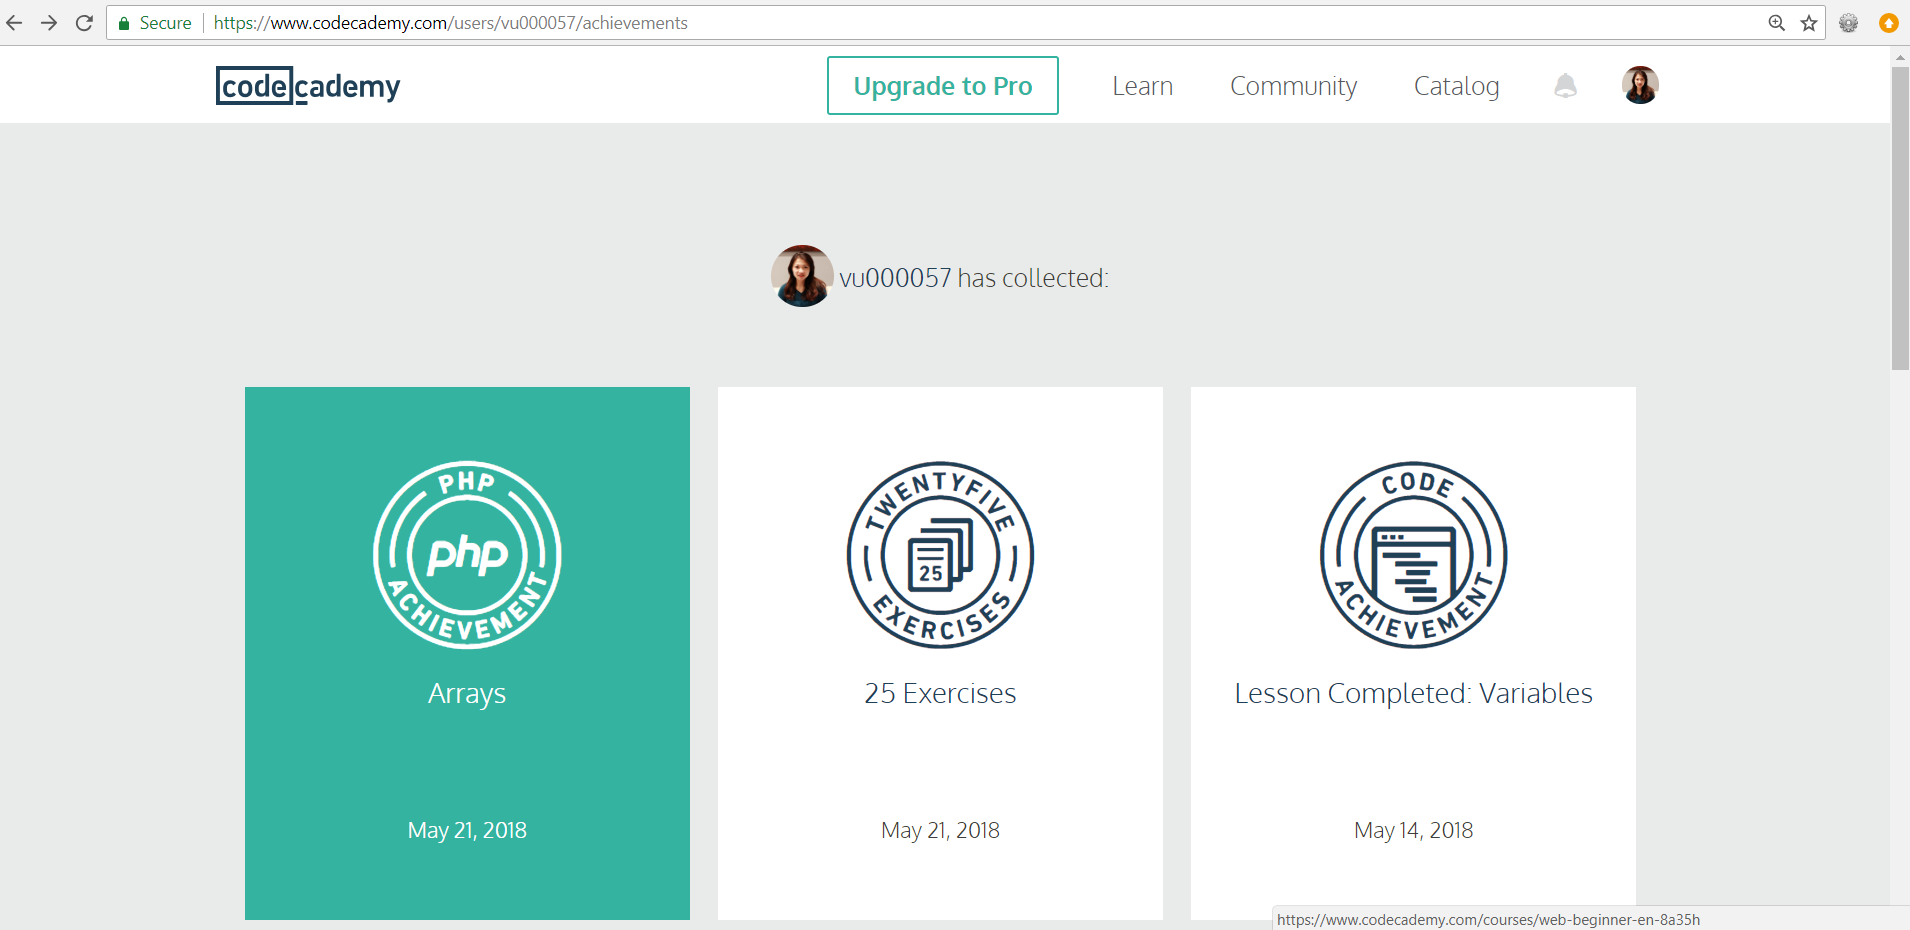 Secure https://www.codecademy.com/users/vu000057/achievements
codecademy
Upgrade to Pro Learn Community Catalog
vu000057 has collected:
PHP
php
ACHIEVEMENT
Arrays
May 21, 2018
TWENTYFIVE
25
EXERCISES
25 Exercises
May 21, 2018
CODE
ACHIEVEMENT
Lesson Completed: Variables
May 14, 2018
https://www.codecademy.com/courses/web-beginner-en-8a35h